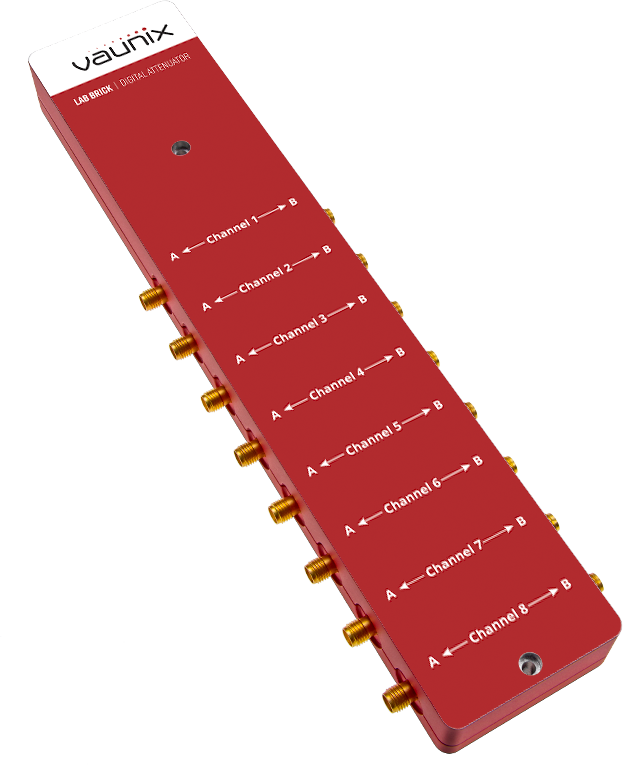 vaunix
LAB BRICK | DIGITAL ATTENUATOR
A Channel 1 B
A Channel 2 B
A Channel 3 B
A Channel 4 B
A Channel 5 B
A Channel 6 B
A Channel 7 B
A Channel 8 B